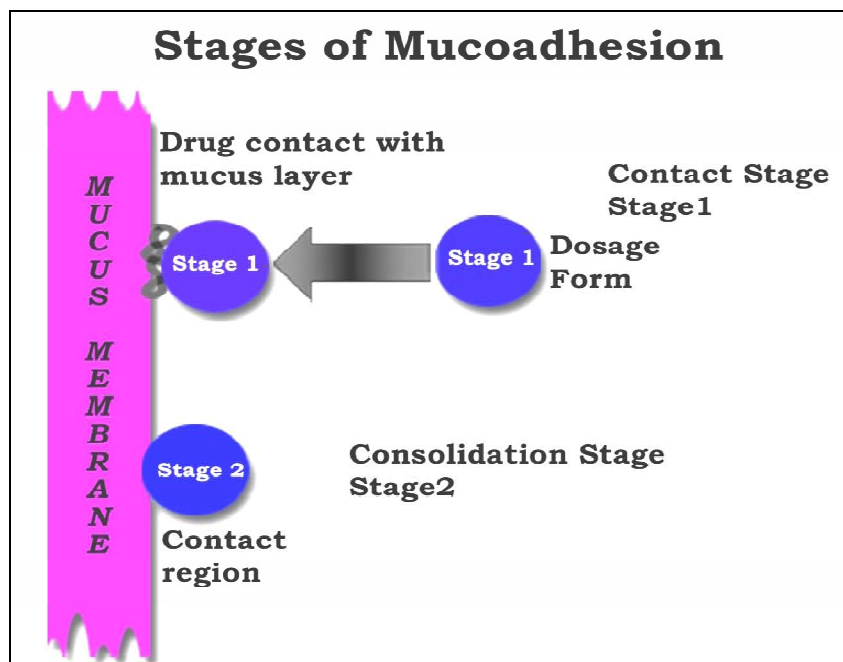 Stages of Mucoadhesion
Drug contact with
mucus layer
Contact Stage
Stage1
MUCUS MEMBRANE
Stage 1
Stage 1
Dosage
Form
Stage 2
Consolidation Stage
Stage2
Contact
region